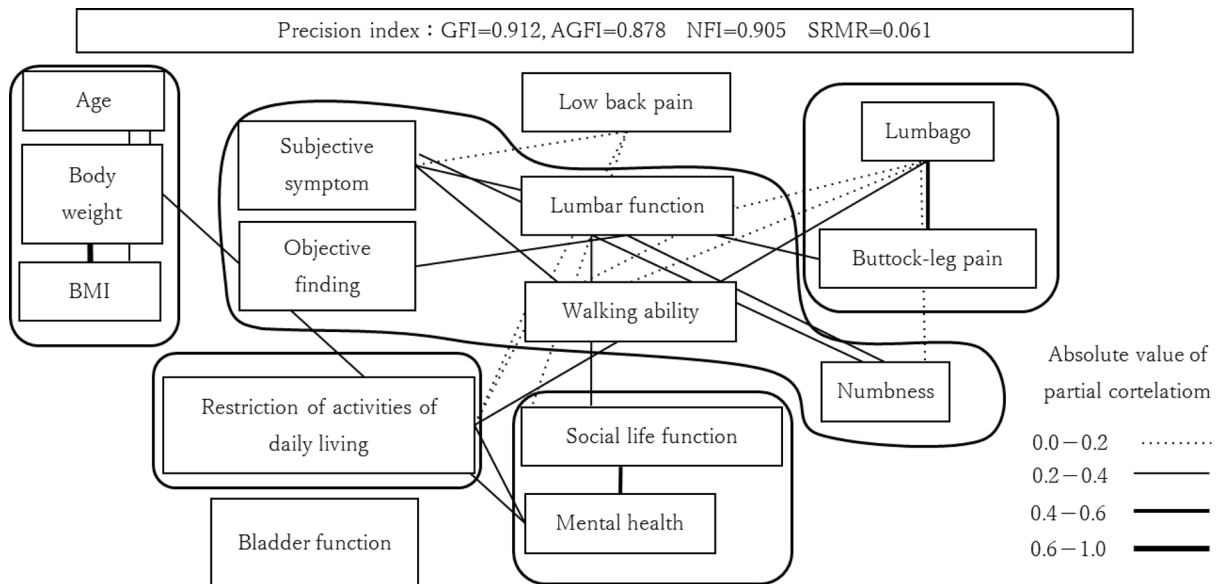 Precision index：GFI=0.912, AGFI=0.878 NFI=0.905 SRMR=0.061
Age
Body
weight
BMI
Subjective
symptom
Objective
finding
Low back pain
Lumbar function
Walking ability
Lumbago
Buttock-leg pain
Numbness
Restriction of activities of
daily living
Social life function
Mental health
Bladder function
Absolute value of
partial cortelatiom
0.0－0.2
0.2－0.4
0.4－0.6
0.6－1.0